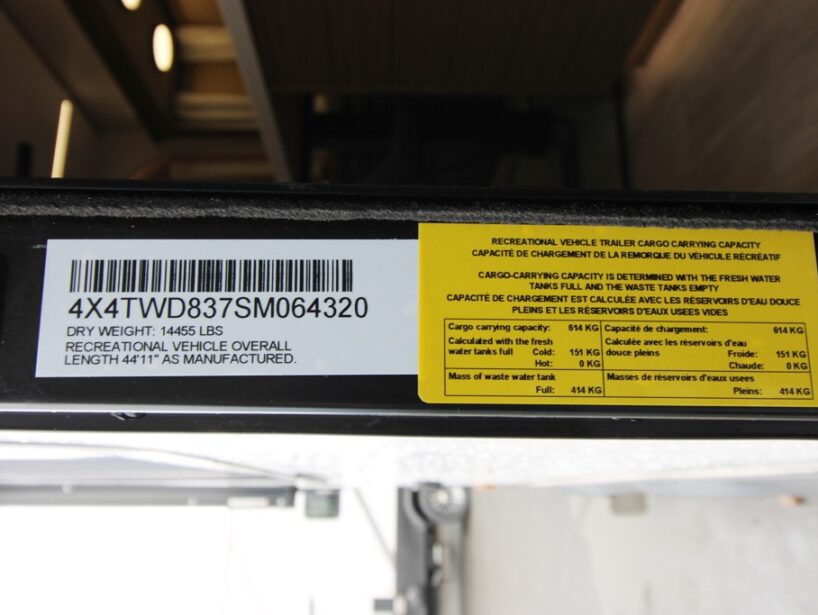 4X4TWD837SM064320
DRY WEIGHT: 14455 LBS
RECREATIONAL VEHICLE OVERALL
LENGTH 44'11" AS MANUFACTURED.
RECREATIONAL VEHICLE TRAILER CARGO CARRYING CAPACITY
CAPACITÉ DE CHARGEMENT DE LA REMORQUE DU VÉHICULE RÉCRÉATIF
CARGO-CARRYING CAPACITY IS DETERMINED WITH THE FRESH WATER
TANKS FULL AND THE WASTE TANKS EMPTY
CAPACITÉ DE CHARGEMENT EST CALCULÉE AVEC LES RÉSERVOIRS D'EAU DOUCE
PLEINS ET LES RÉSERVOIRS D'EAUX USEES VIDES
Cargo carrying capacity: 614 KG
Calculated with the fresh
water tanks full Cold: 151 KG
Hot: 0 KG
Mass of waste water tank
Full: 414 KG
Capacité de chargement: 614 KG
Calculée avec les réservoirs d'eau
douce pleins Froide: 151 KG
Chaude: 0 KG
Masses de réservoirs d'eaux usees
Pleins: 414 KG